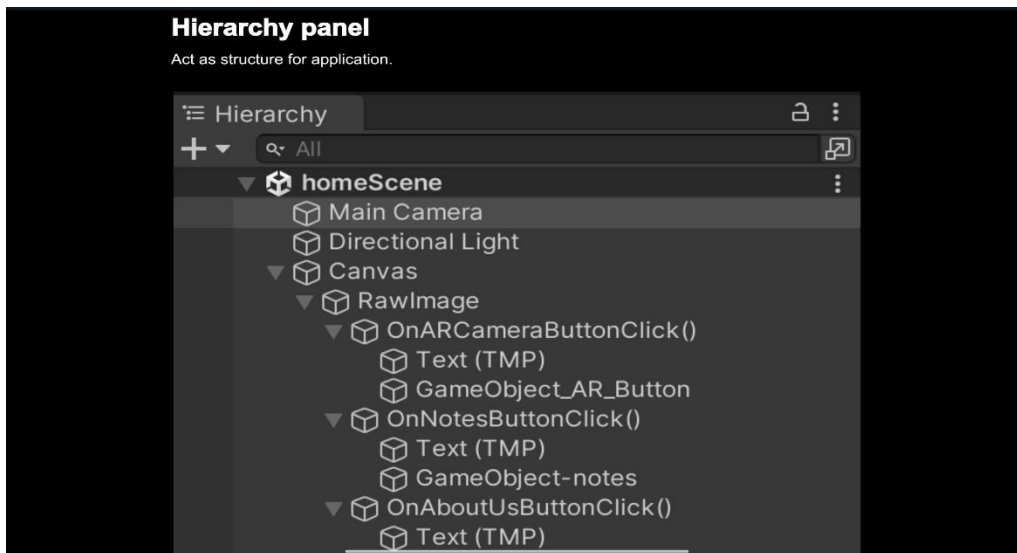 Hierarchy panel
Act as structure for application.
Hierarchy
All
homeScene
Main Camera
Directional Light
Canvas
RawImage
OnARCameraButtonClick()
Text (TMP)
GameObject_AR_Button
OnNotesButtonClick()
Text (TMP)
GameObject-notes
OnAboutUsButtonClick()
Text (TMP)